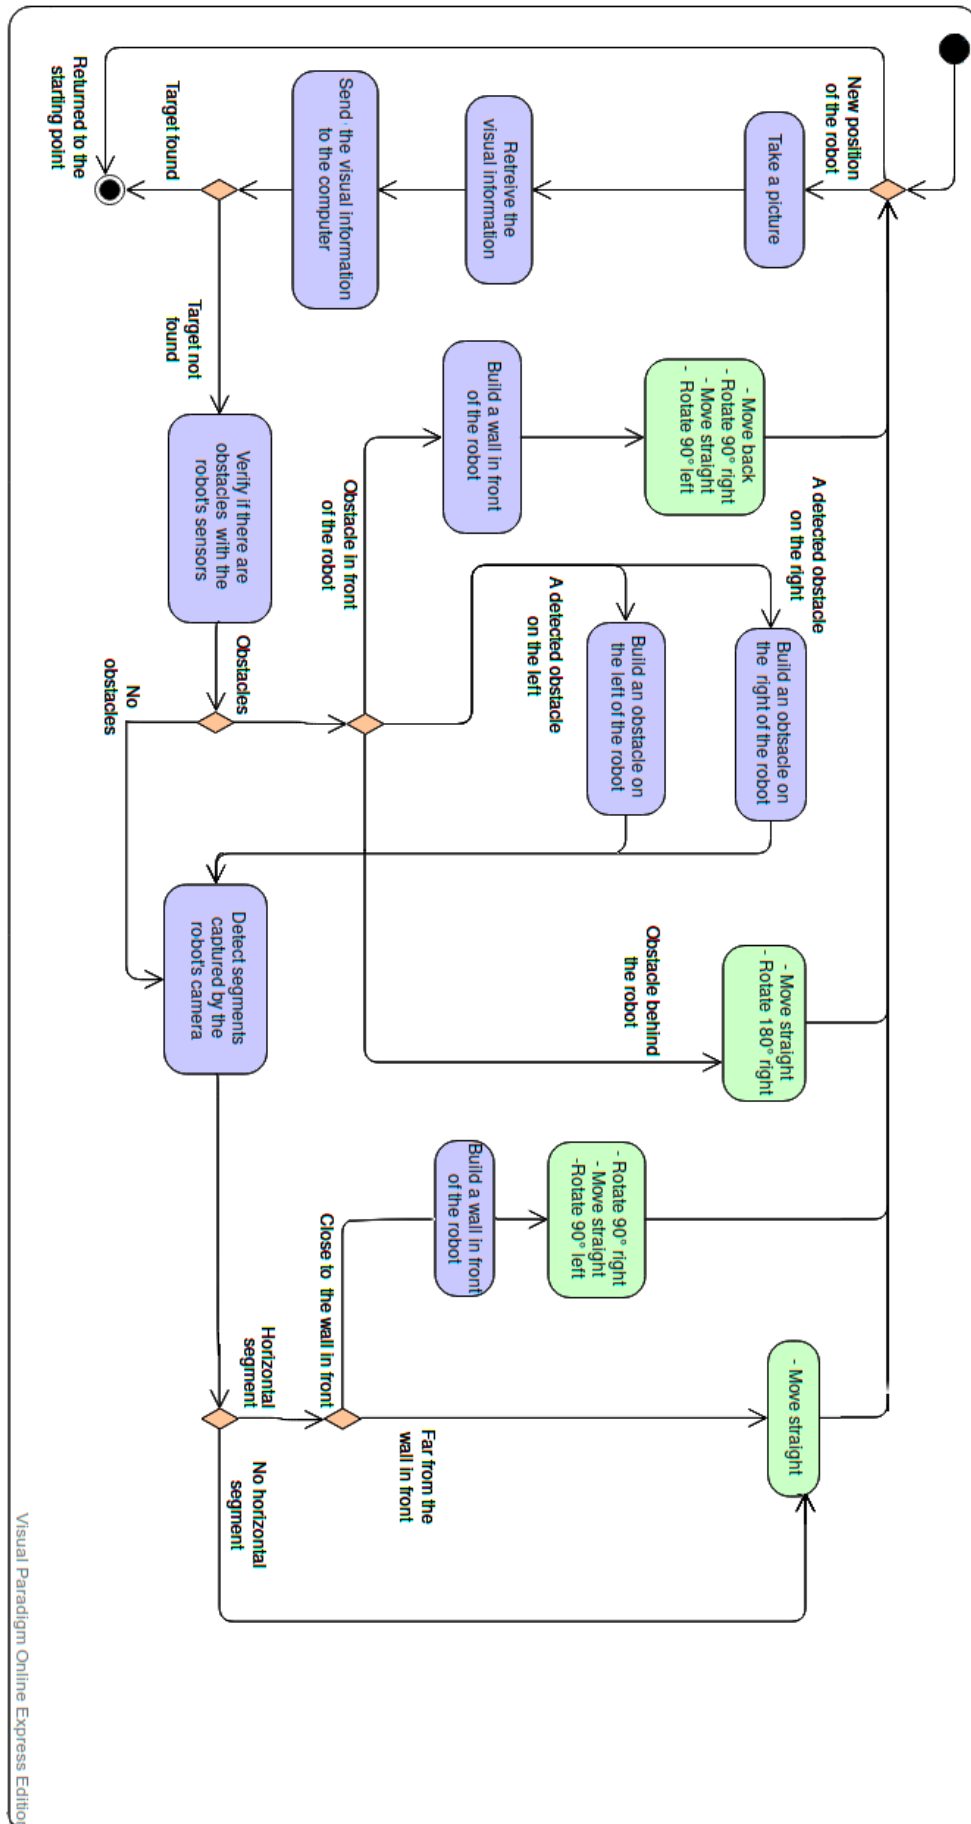 New position
of the robot
Take a picture
Retreive the
visual information
Send the visual information
to the computer
Target found
Returned to the
starting point
Target not
found
Verify if there are
obstacles with the
robot's sensors
Obstacles
No
obstacles
Obstacle in front
of the robot
Build a wall in front
of the robot
- Move back
- Rotate 90° right
- Move straight
- Rotate 90° left
A detected obstacle
on the right
Build an obtsacle on
the right of the robot
A detected obstacle
on the left
Build an obstacle on
the left of the robot
Obstacle behind
the robot
- Move straight
- Rotate 180° right
Detect segments
captured by the
robot's camera
Horizontal
segment
No horizontal
segment
Close to the wall in front
Build a wall in front
of the robot
- Rotate 90° right
- Move straight
-Rotate 90° left
Far from the
wall in front
- Move straight
Visual Paradigm Online Express Edition